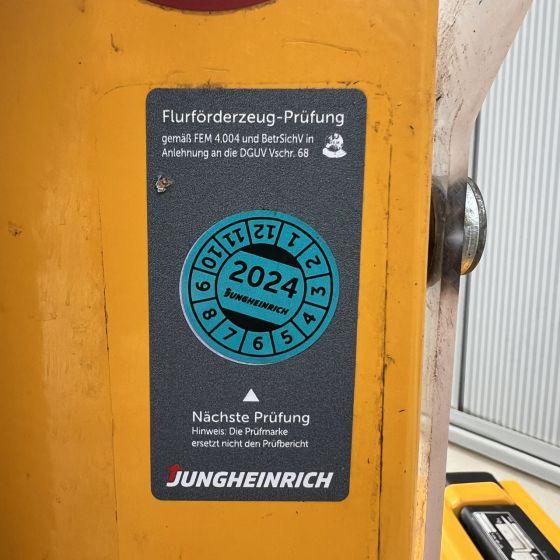 Flurförderzeug-Prüfung
gemäß FEM 4.004 und BetrSichV in
Anlehnung an die DGUV Vschr. 68
12
1
2
3
4
5
6
7
8
9
10
11
2024
JUNGHEINRICH
Nächste Prüfung
Hinweis: Die Prüfmarke
ersetzt nicht den Prüfbericht
JUNGHEINRICH